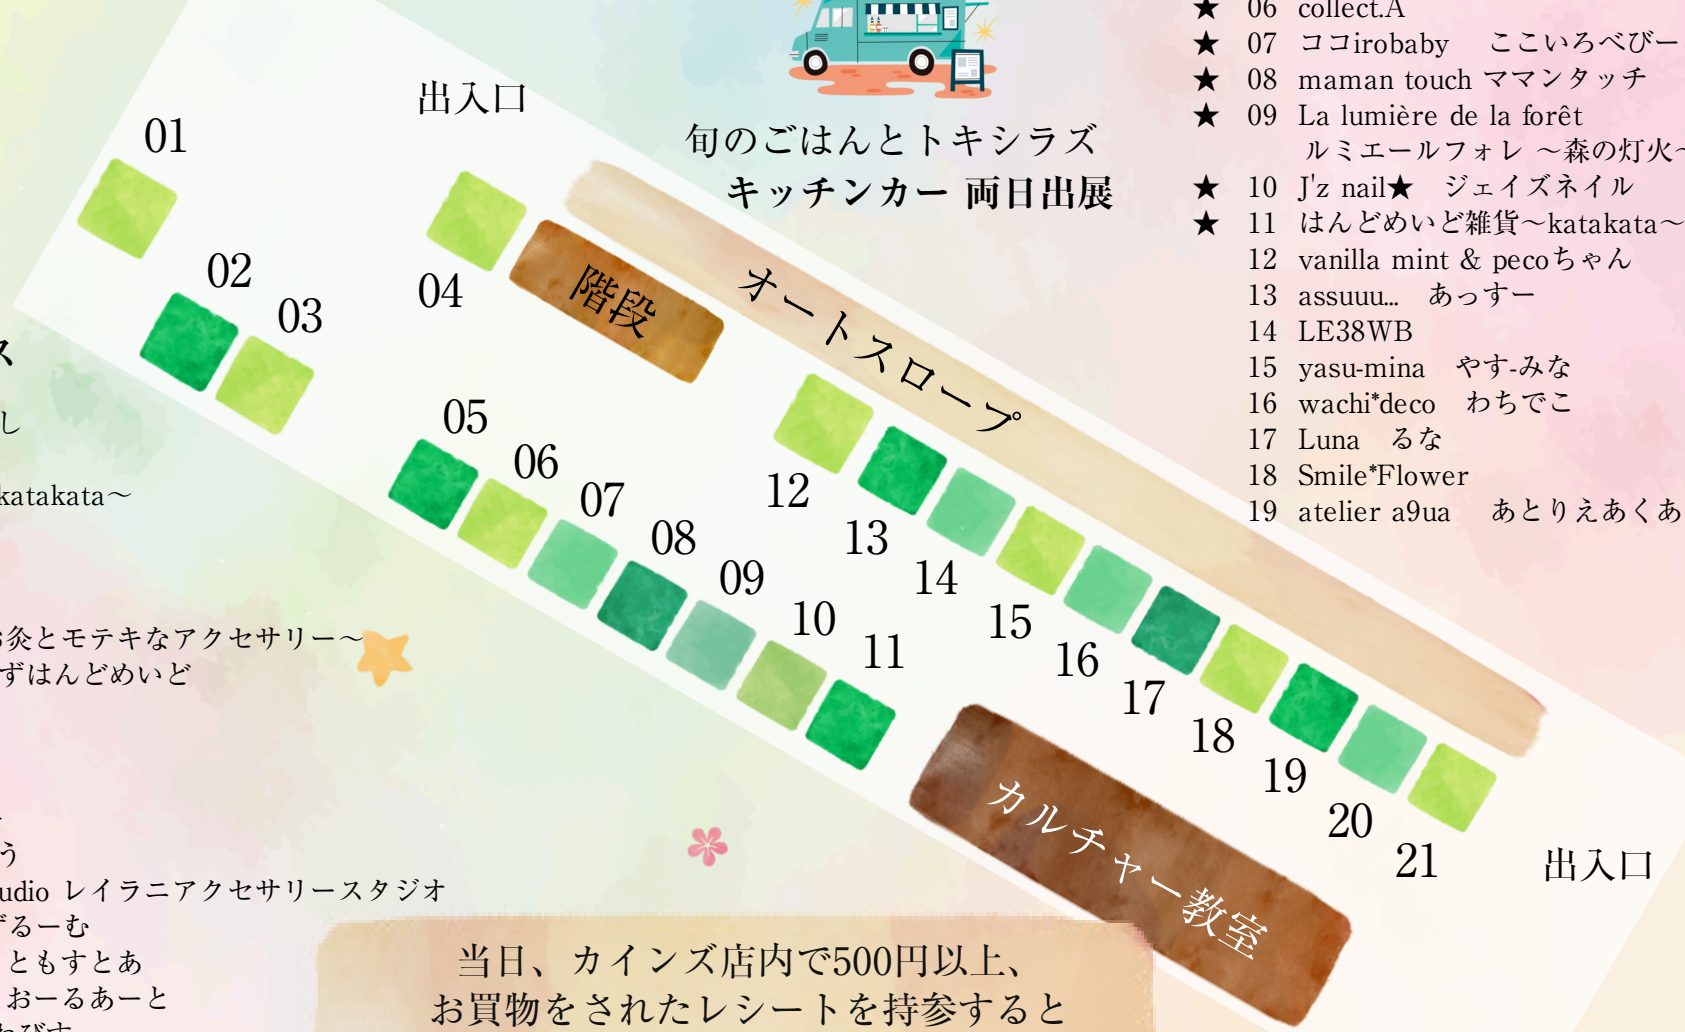 ★ 06 collect.A
★ 07 ココirobaby ここいろべびー
★ 08 maman touch ママンタッチ
★ 09 La lumière de la forêt
ルミエールフォレ ～森の灯火～
★ 10 J'z nail★ ジェイズネイル
★ 11 はんどめいど雑貨～katakata～
12 vanilla mint & pecoちゃん
13 assuuu... あっすー
14 LE38WB
15 yasu-mina やす-みな
16 wachi*deco わちでこ
17 Luna るな
18 Smile*Flower
19 atelier a9ua あとりえあくあ
旬のごはんとトキシラズ
キッチンカー 両日出展
出入口
01
02
03
04
階段
オートスロープ
05
06
07
08
09
10
11
12
13
14
15
16
17
18
19
20
21
カルチャー教室
出入口
ス
し
katakata～
お灸とモテキなアクセサリー～
ずはんどめいど
う
udio レイラニアクセサリースタジオ
ずるーむ
ともすとあ
おーるあーと
当日、カインズ店内で500円以上、
お買物をされたレシートを持参すると